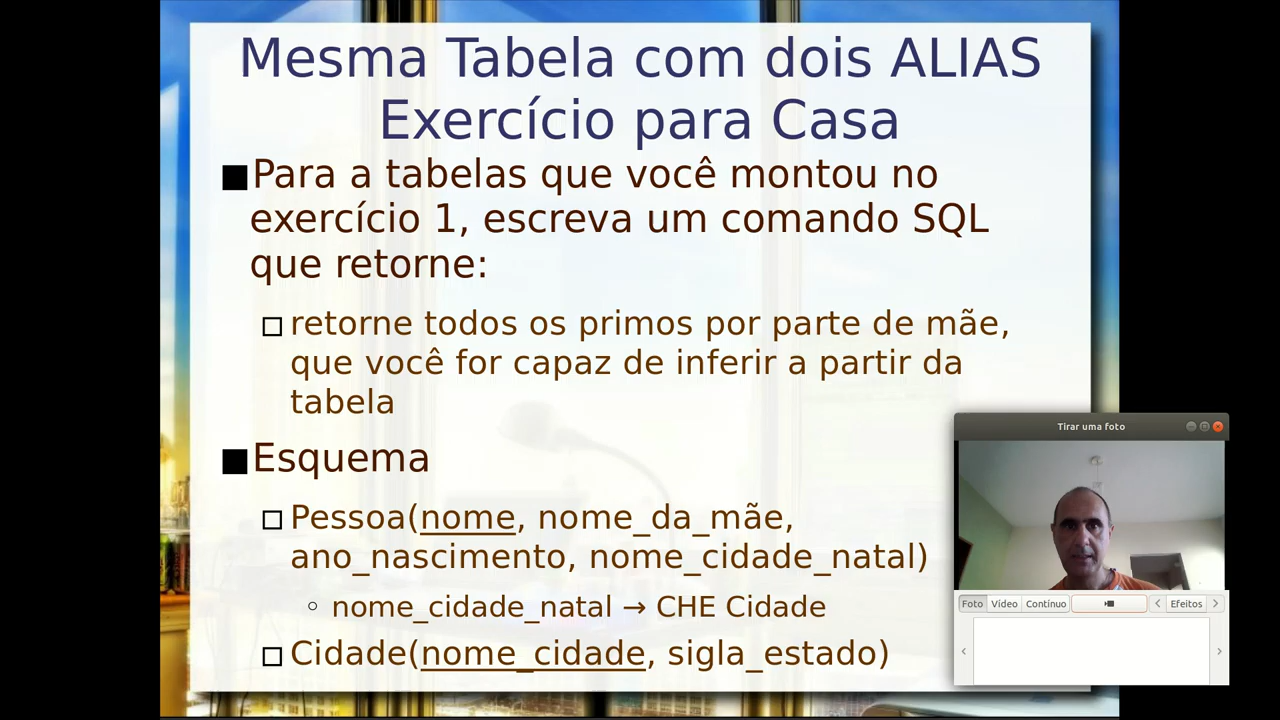 Mesma Tabela com dois ALIAS
Exercício para Casa
Para a tabelas que você montou no
exercício 1, escreva um comando SQL
que retorne:
retorne todos os primos por parte de mãe,
que você for capaz de inferir a partir da
tabela
Esquema
Pessoa(nome, nome_da_mãe,
ano_nascimento, nome_cidade_natal)
nome_cidade_natal → CHE Cidade
Cidade(nome_cidade, sigla_estado)
Tirar uma foto
Foto Vídeo Contínuo Efeitos